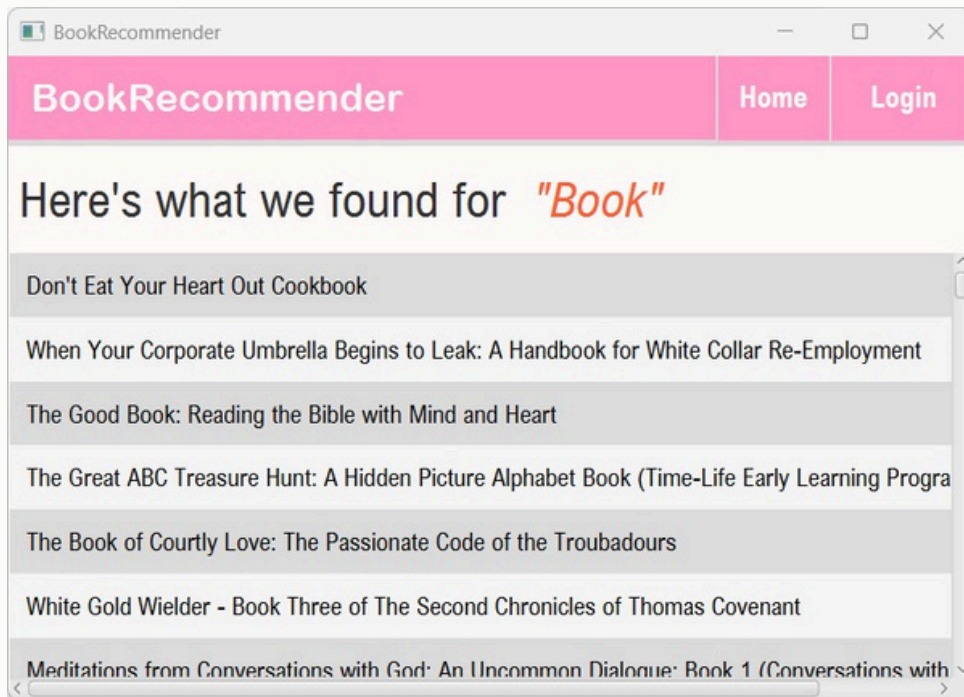 BookRecommender
BookRecommender
Home
Login
Here's what we found for "Book"
Don't Eat Your Heart Out Cookbook
When Your Corporate Umbrella Begins to Leak: A Handbook for White Collar Re-Employment
The Good Book: Reading the Bible with Mind and Heart
The Great ABC Treasure Hunt: A Hidden Picture Alphabet Book (Time-Life Early Learning Progra
The Book of Courtly Love: The Passionate Code of the Troubadours
White Gold Wielder - Book Three of The Second Chronicles of Thomas Covenant
Meditations from Conversations with God: An Uncommon Dialogue: Book 1 (Conversations with